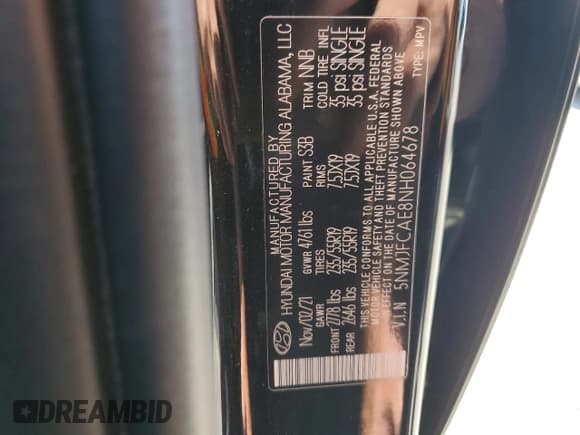 MANUFACTURED BY
HYUNDAI MOTOR MANUFACTURING ALABAMA, LLC
Nov/02/21 GVWR 4761 lbs PAINT S3B TRIM NNB
GAWR TIRES RIMS COLD TIRE INFL
FRONT 2778 lbs 235/55R19 7.5JX19 35 psi SINGLE
REAR 2646 lbs 235/55R19 7.5JX19 35 psi SINGLE
THIS VEHICLE CONFORMS TO ALL APPLICABLE U.S.A. FEDERAL
MOTOR VEHICLE SAFETY AND THEFT PREVENTION STANDARDS
IN EFFECT ON THE DATE OF MANUFACTURE SHOWN ABOVE
V.I.N 5NMJFCAE8NH064678 TYPE: MPV
DREAMBID